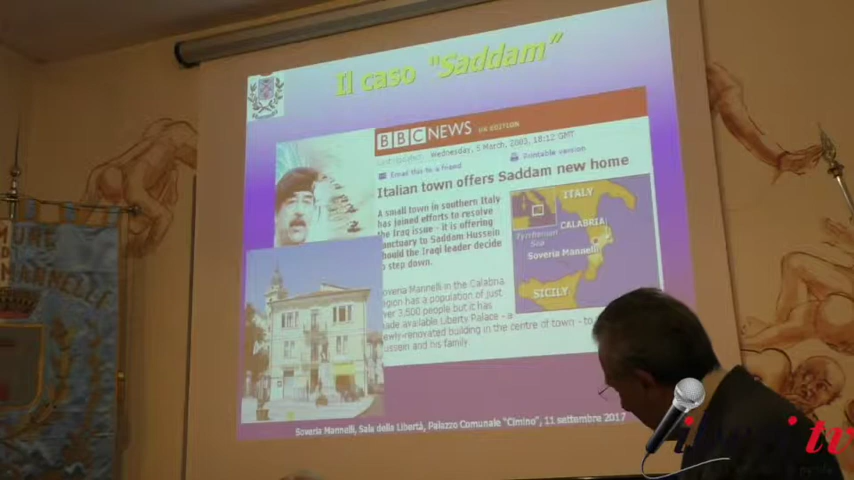 Il caso "Saddam"
BBC NEWS UK EDITION
Wednesday, 5 March, 2003, 18:12 GMT
Email this to a friend
Printable version
Italian town offers Saddam new home
A small town in southern Italy
has joined efforts to resolve
the Iraq issue - it is offering
sanctuary to Saddam Hussein
should the Iraqi leader decide
step down.
Soveria Mannelli in the Calabria
region has a population of just
3,500 people but it has
made available Liberty Palace - a
newly-renovated building in the centre of town - to
and his family
ITALY
Tyrrhenian
Sea
CALABRIA
Soveria Mannelli
SICILY
Soveria Mannelli, Sala delle Libertà, Palazzo Comunale "Cimino", 11 settembre 2017
tv